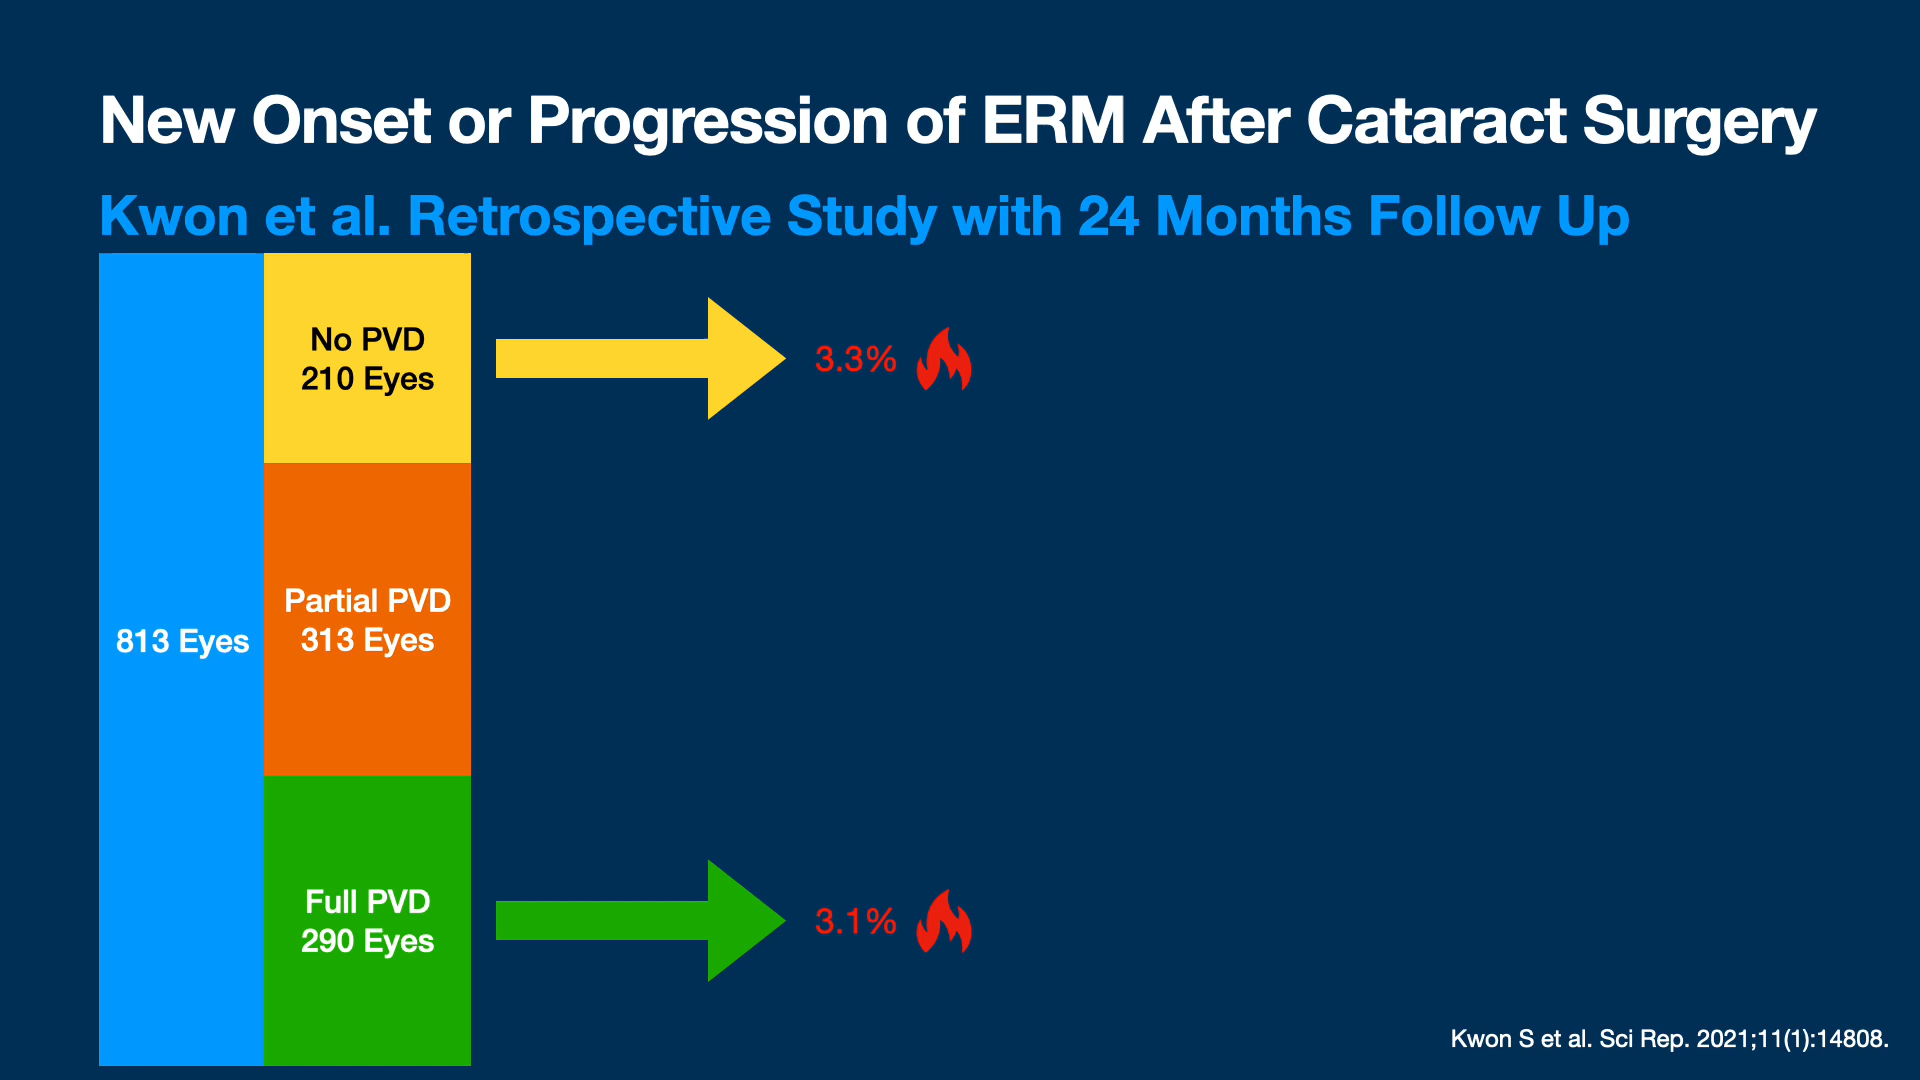 New Onset or Progression of ERM After Cataract Surgery
Kwon et al. Retrospective Study with 24 Months Follow Up
813 Eyes
No PVD
210 Eyes
3.3%
Partial PVD
313 Eyes
Full PVD
290 Eyes
3.1%
Kwon S et al. Sci Rep. 2021;11(1):14808.